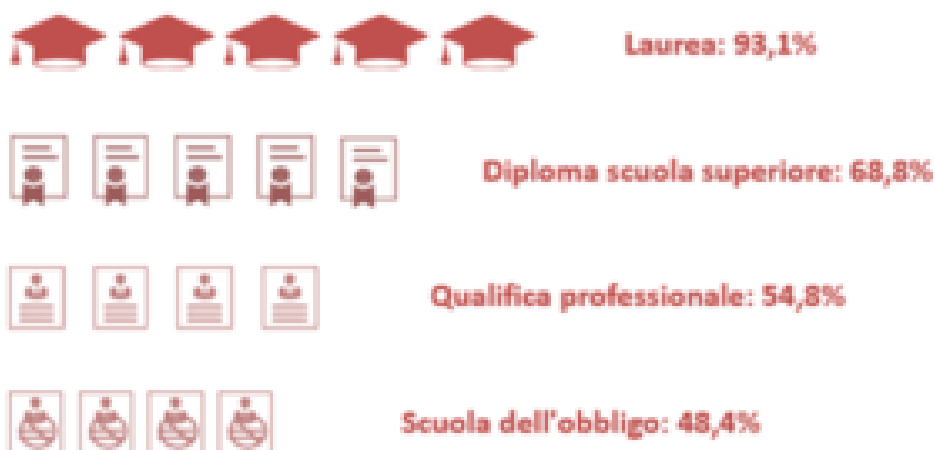 Laurea: 93,1%
Diploma scuola superiore: 68,8%
Qualifica professionale: 54,8%
Scuola dell'obbligo: 48,4%